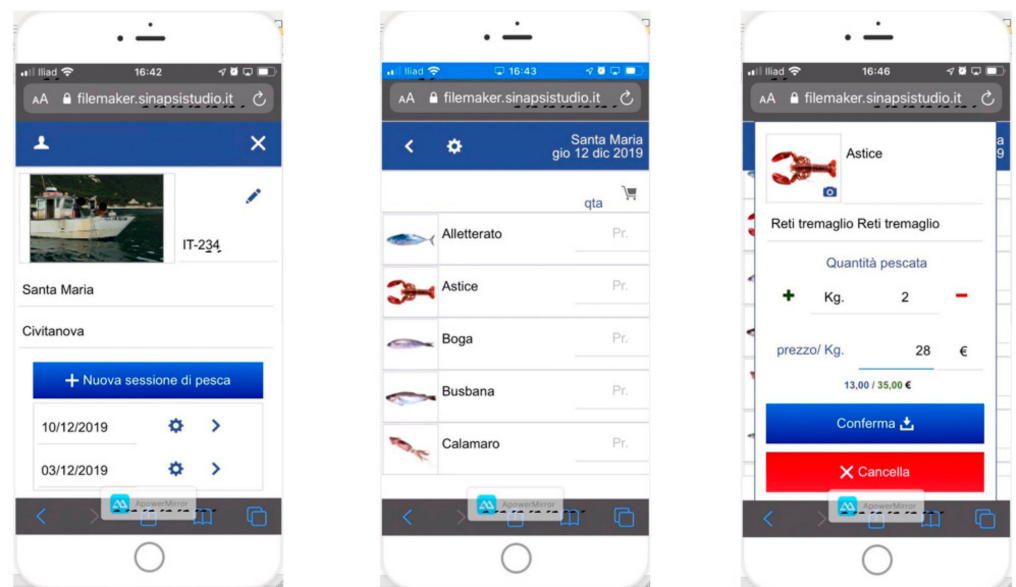 Iliad
16:42
AA filemaker.sinapsistudio.it
IT-234
Santa Maria
Civitanova
+ Nuova sessione di pesca
10/12/2019
03/12/2019
ApowerMirror
Iliad
16:43
AA filemaker.sinapsistudio.it
Santa Maria
gio 12 dic 2019
qta
Alletterato
Pr.
Astice
Pr.
Boga
Pr.
Busbana
Pr.
Calamaro
Pr.
ApowerMirror
Iliad
16:46
AA filemaker.sinapsistudio.it
a
9
Astice
Reti tremaglio Reti tremaglio
Quantità pescata
+ Kg. 2 −
prezzo/ Kg. 28 €
13,00 / 35,00 €
Conferma
Cancella
ApowerMirror